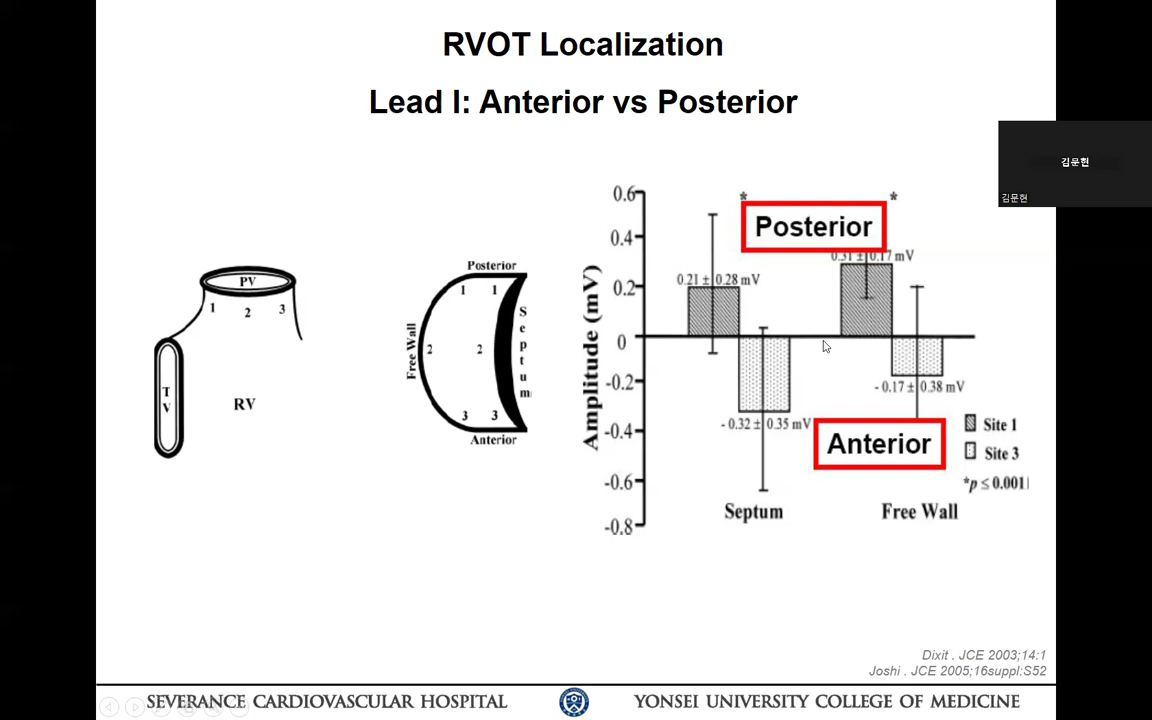 RVOT Localization
Lead I: Anterior vs Posterior
김문현
김문현
PV
1 2 3
TV
RV
Posterior
1 1
Free Wall
2 2
Septum
3 3
Anterior
Amplitude (mV)
0.6
0.4
0.2
0
-0.2
-0.4
-0.6
-0.8
*
*
Posterior
0.21 ± 0.28 mV
0.31 ± 0.17 mV
- 0.32 ± 0.35 mV
- 0.17 ± 0.38 mV
Anterior
Site 1
Site 3
*p ≤ 0.001
Septum
Free Wall
Dixit . JCE 2003;14:1
Joshi . JCE 2005;16suppl:S52
SEVERANCE CARDIOVASCULAR HOSPITAL
YONSEI UNIVERSITY COLLEGE OF MEDICINE